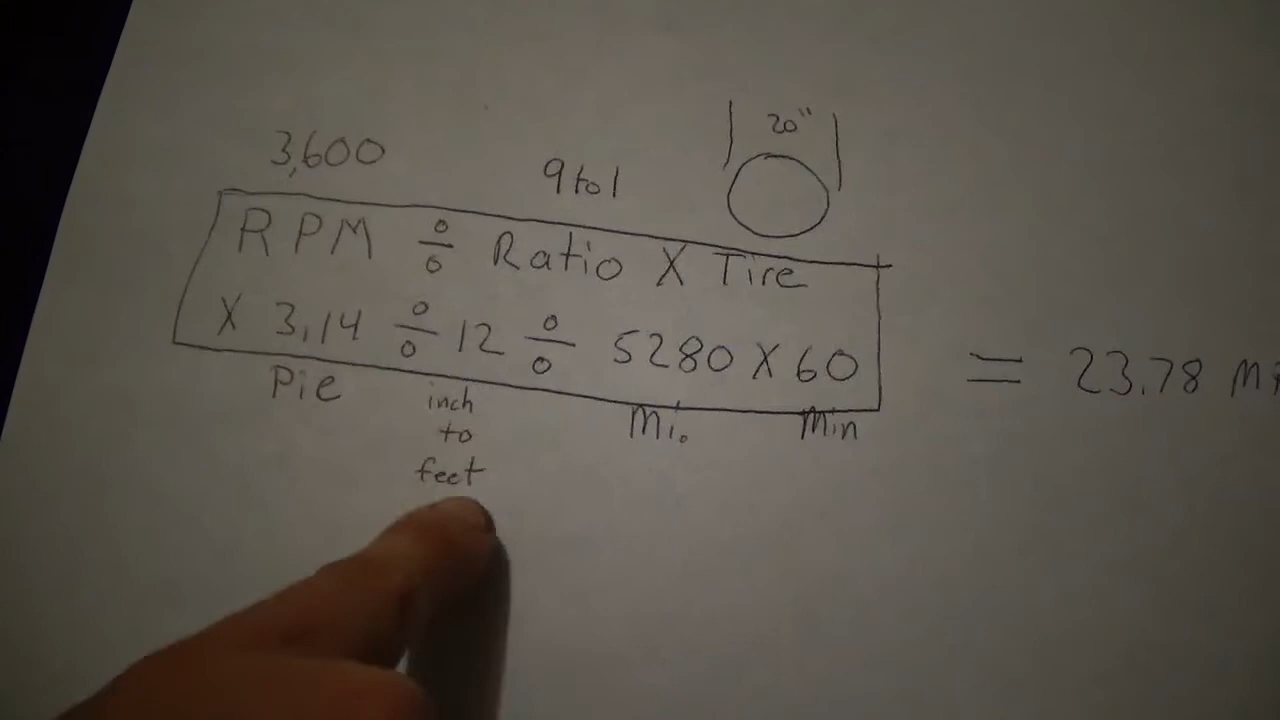 20"
3,600
9 to 1
RPM ÷ Ratio X Tire
X 3.14 ÷ 12 ÷ 5280 X 60
= 23.78
Pie
inch
to
feet
Mi.
Min